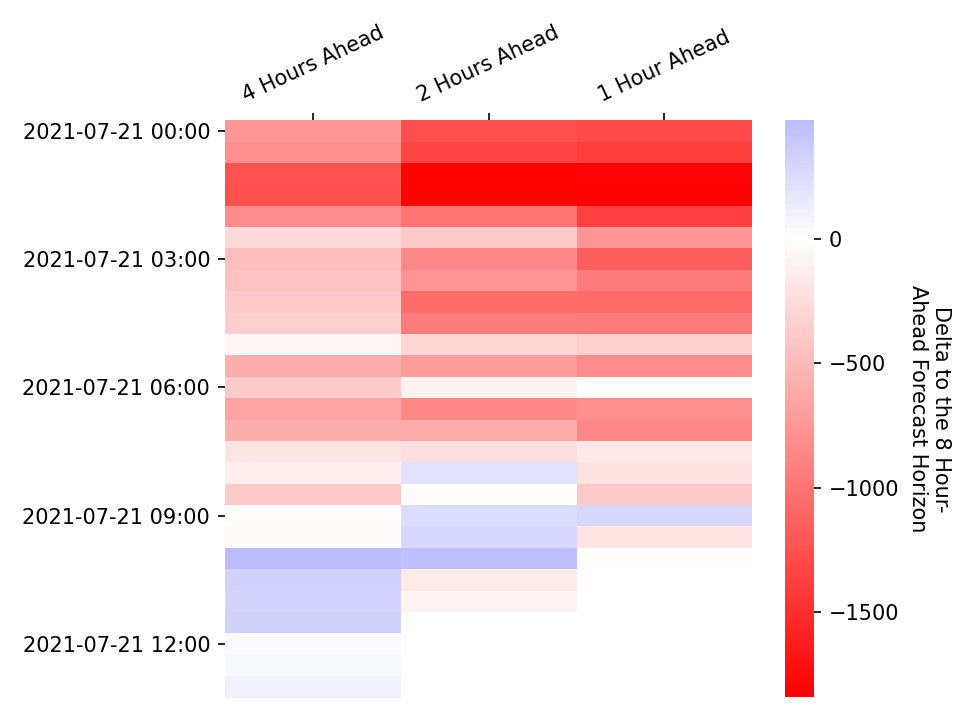 4 Hours Ahead
2 Hours Ahead
1 Hour Ahead
2021-07-21 00:00
2021-07-21 03:00
2021-07-21 06:00
2021-07-21 09:00
2021-07-21 12:00
0
−500
−1000
−1500
Delta to the 8 Hour-
Ahead Forecast Horizon